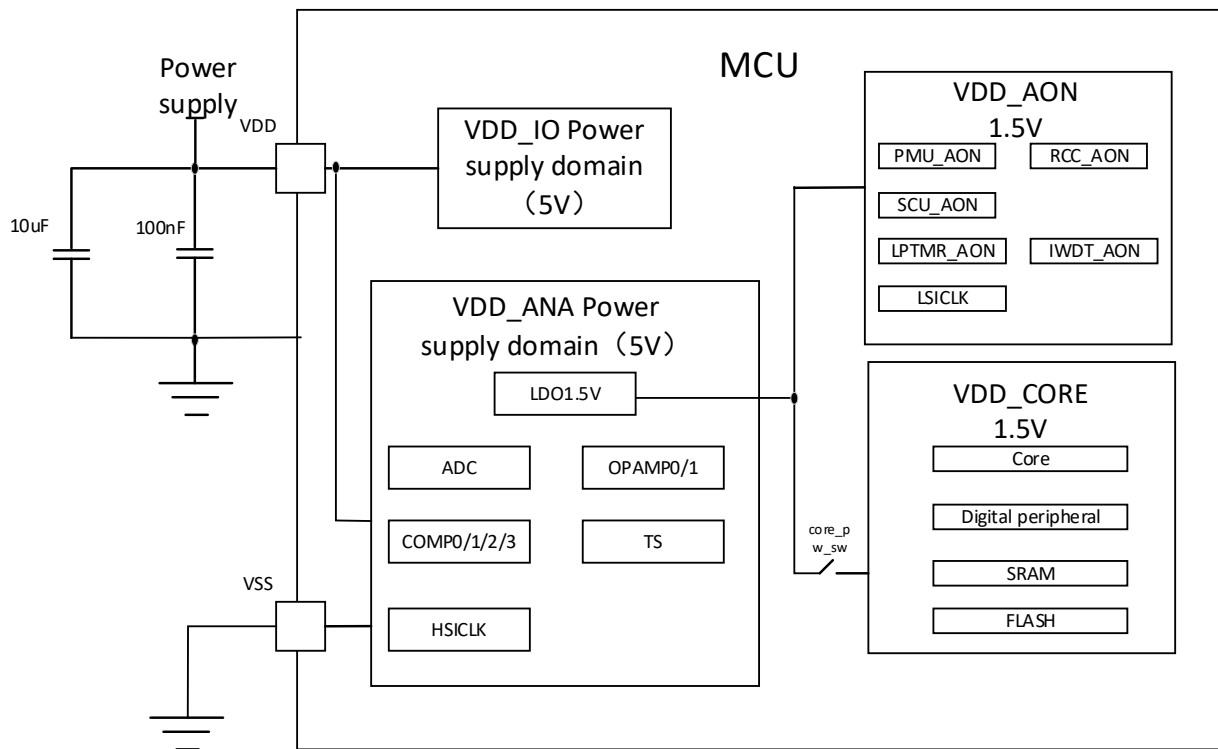 MCU
Power
supply
VDD
10uF
100nF
VDD_IO Power
supply domain
（5V）
VDD_ANA Power
supply domain（5V）
LDO1.5V
ADC
OPAMP0/1
COMP0/1/2/3
TS
HSICLK
VSS
VDD_AON
1.5V
PMU_AON
RCC_AON
SCU_AON
LPTMR_AON
IWDT_AON
LSICLK
core_p
w_sw
VDD_CORE
1.5V
Core
Digital peripheral
SRAM
FLASH